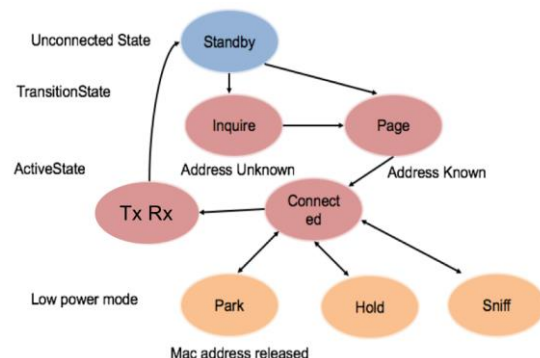 Unconnected State
Standby
TransitionState
Inquire
Page
Address Unknown
Address Known
ActiveState
Connect
ed
Tx Rx
Low power mode
Park
Hold
Sniff
Mac address released